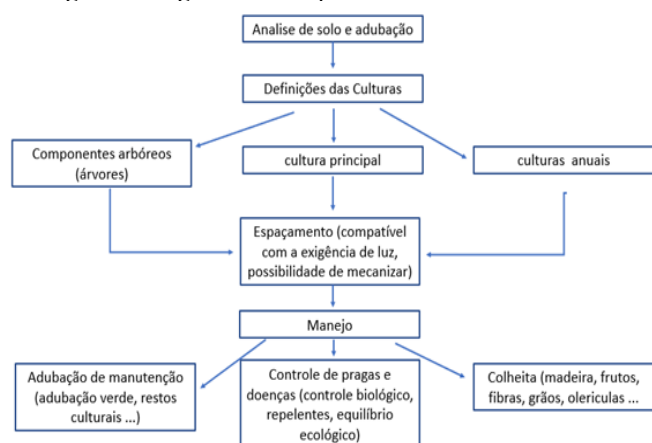 Analise de solo e adubação
Definições das Culturas
Componentes arbóreos
(árvores)
cultura principal
culturas anuais
Espaçamento (compatível
com a exigência de luz,
possibilidade de mecanizar)
Manejo
Adubação de manutenção
(adubação verde, restos
culturais ...)
Controle de pragas e
doenças (controle biológico,
repelentes, equilíbrio
ecológico)
Colheita (madeira, frutos,
fibras, grãos, olericulas ...